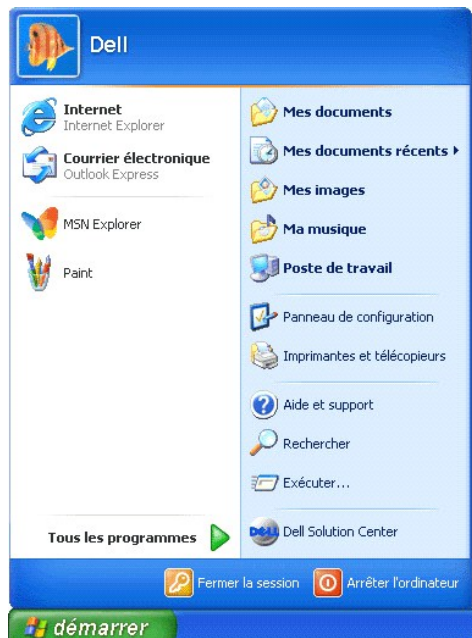 Dell
Internet
Internet Explorer
Courrier électronique
Outlook Express
MSN Explorer
Paint
Tous les programmes
Mes documents
Mes documents récents
Mes images
Ma musique
Poste de travail
Panneau de configuration
Imprimantes et télécopieurs
Aide et support
Rechercher
Exécuter...
DELL
Dell Solution Center
Fermer la session
Arrêter l'ordinateur
démarrer